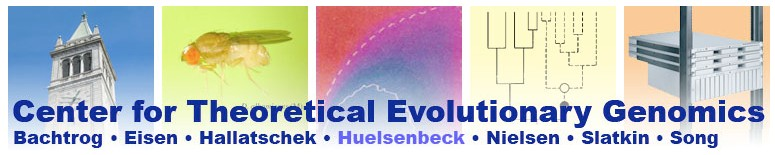 Center for Theoretical Evolutionary Genomics
Bachtrog • Eisen • Hallatschek • Huelsenbeck • Nielsen • Slatkin • Song